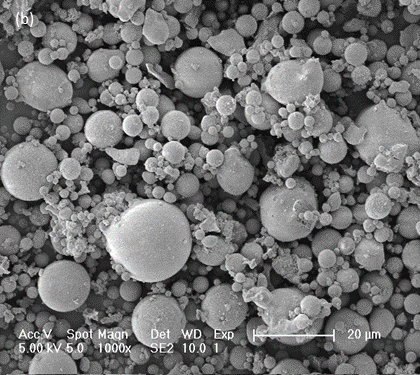 (b)
Acc.V Spot Magn Det WD Exp 20 µm
5.00 kV 5.0 1000x SE2 10.0 1